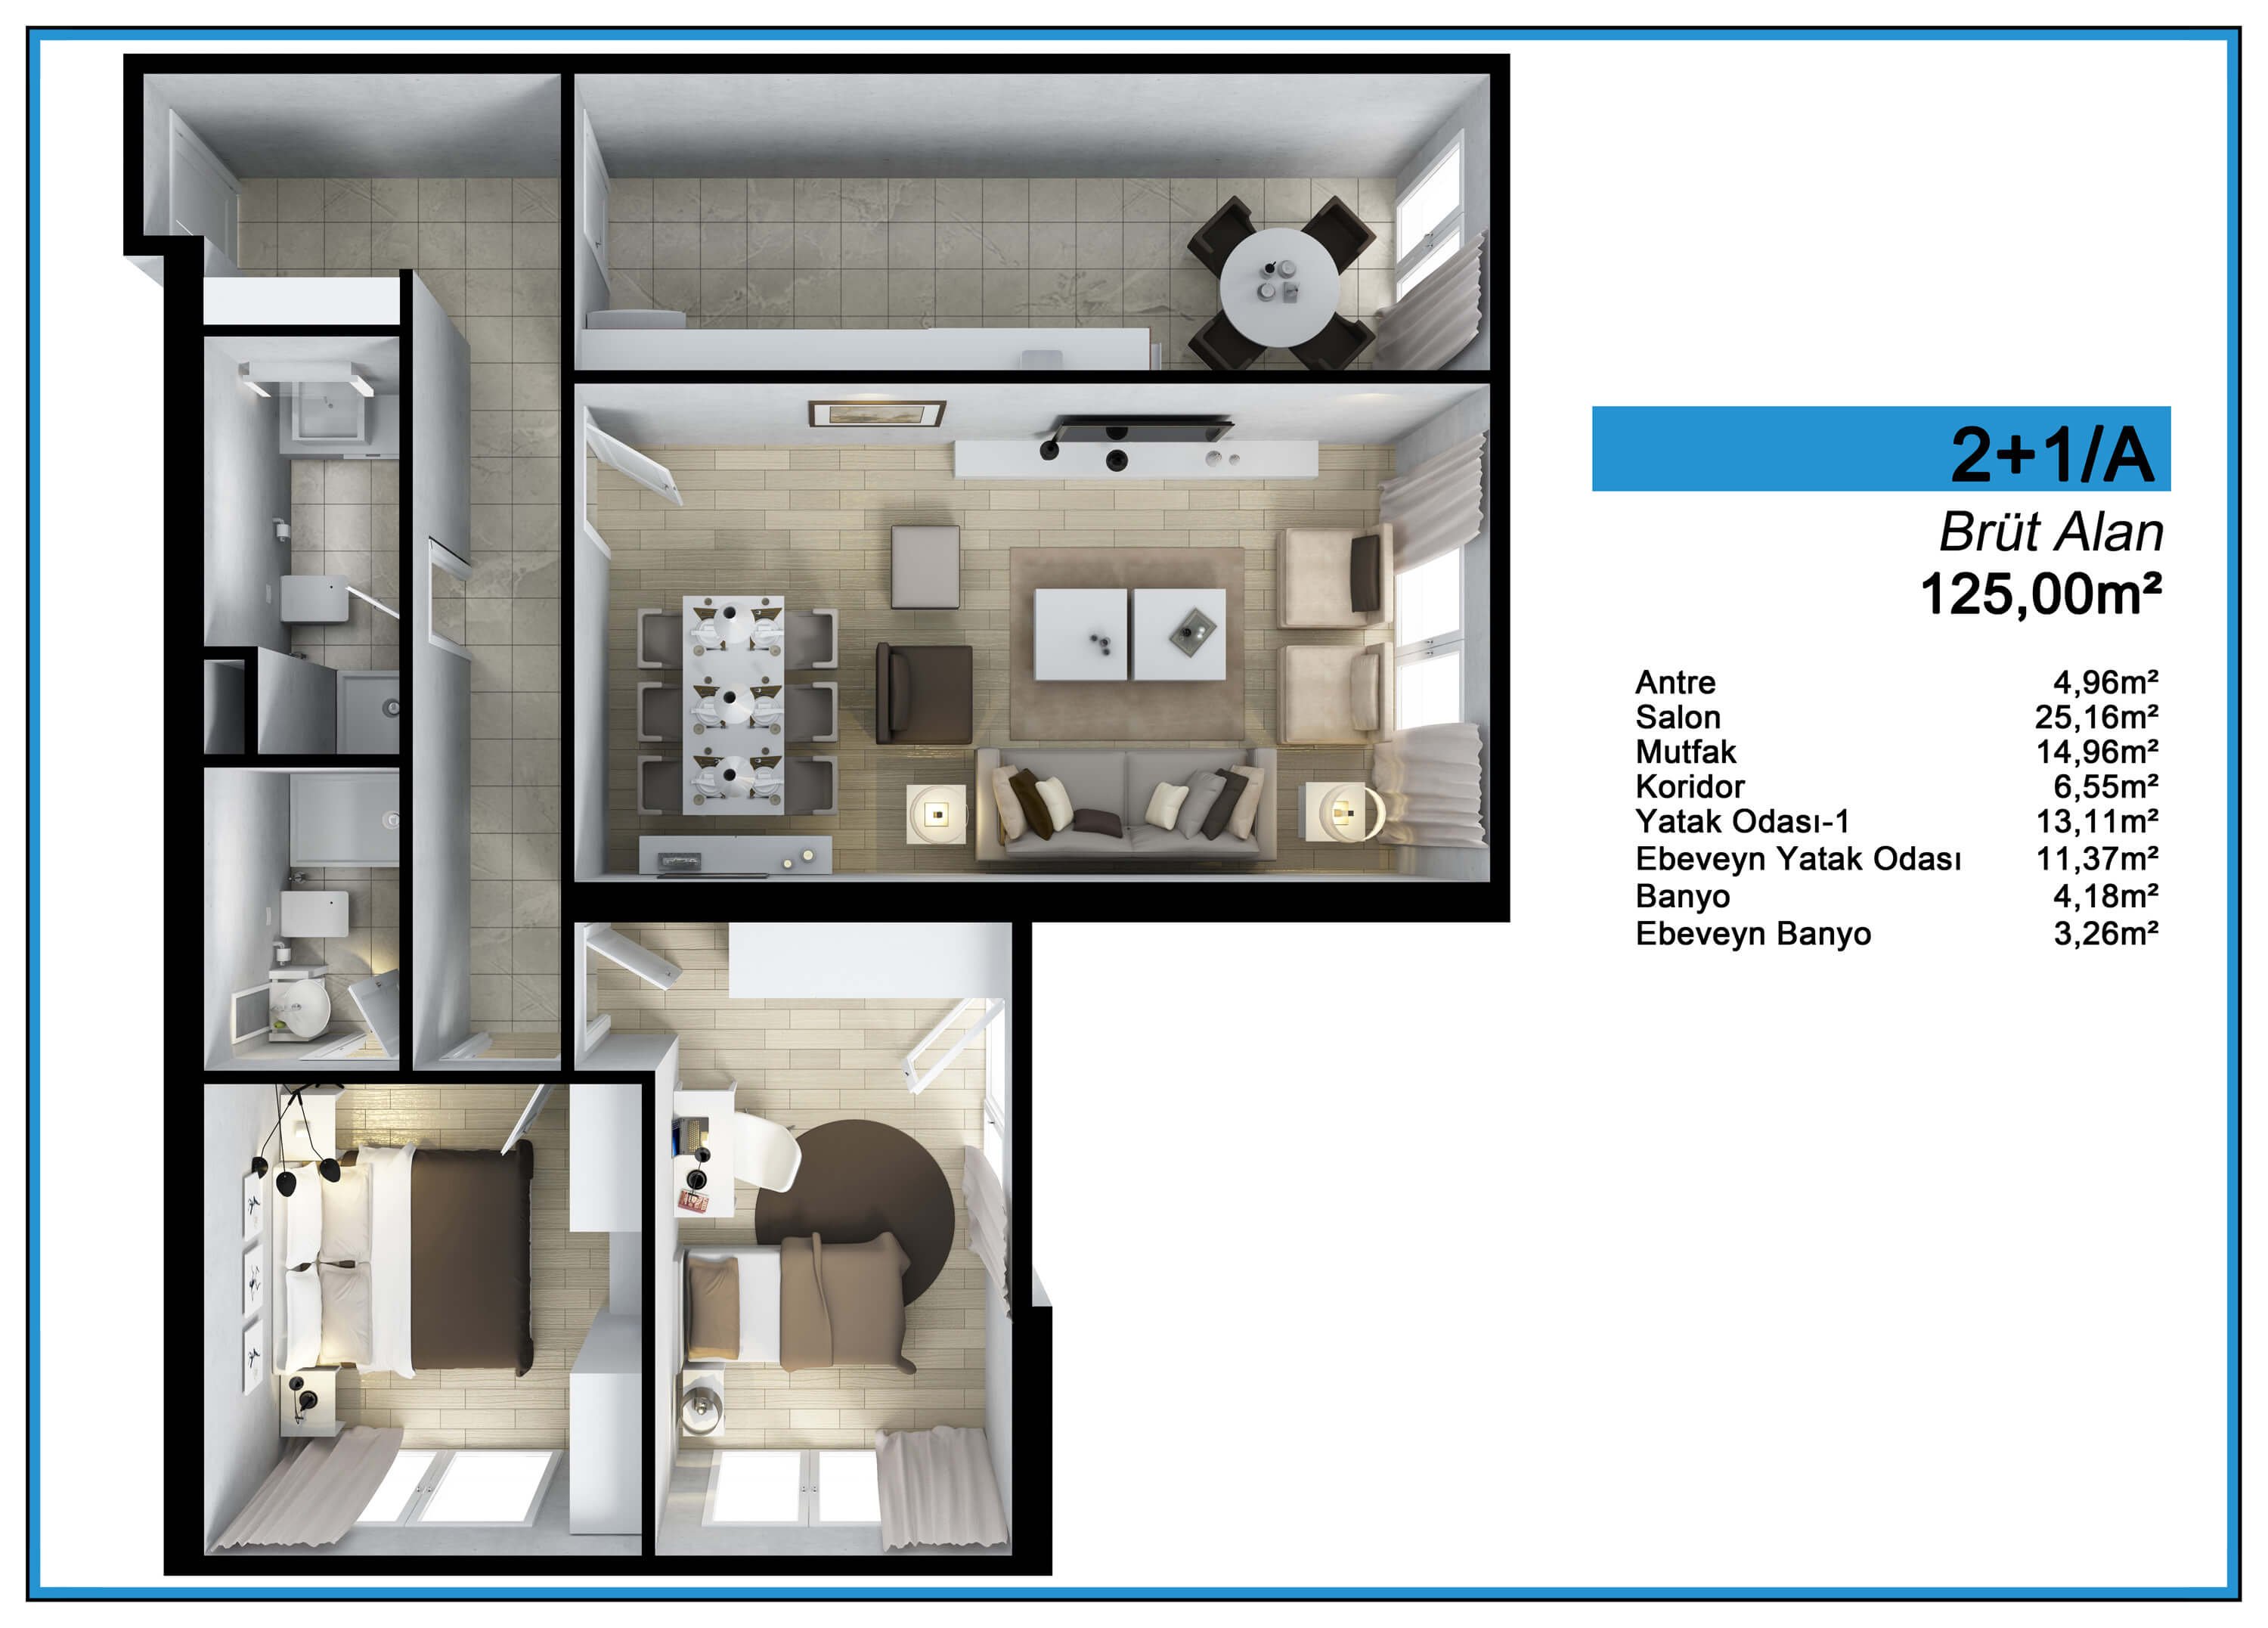 2+1/A
Brüt Alan
125,00m²
Antre 4,96m²
Salon 25,16m²
Mutfak 14,96m²
Koridor 6,55m²
Yatak Odası-1 13,11m²
Ebeveyn Yatak Odası 11,37m²
Banyo 4,18m²
Ebeveyn Banyo 3,26m²